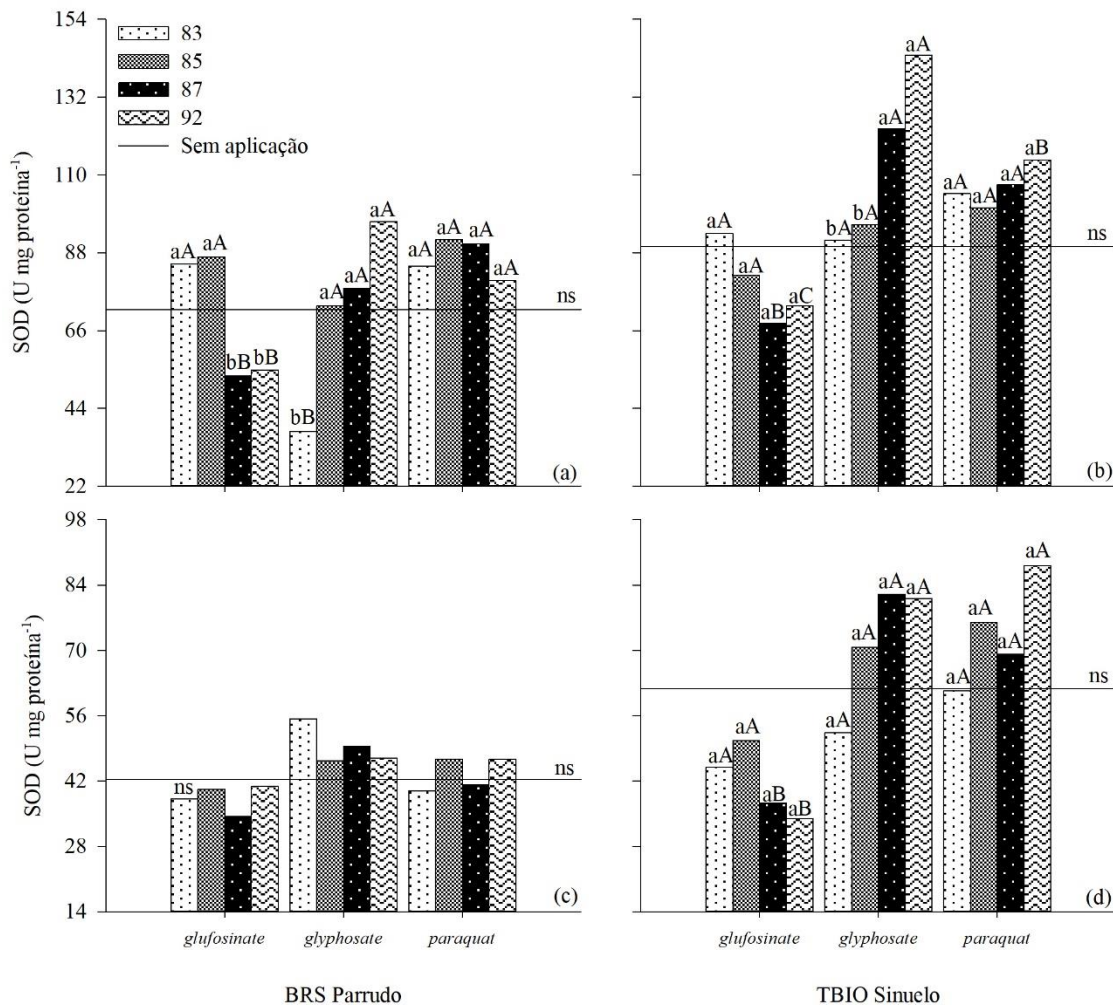 154
132
110
88
66
44
22
SOD (U mg proteína⁻¹)
83
85
87
92
Sem aplicação
aA aA bB bB
bB aA aA aA
aA aA aA aA
ns
(a)
aA aA aB aC
bA bA aA aA
aA aA aA aB
ns
(b)
98
84
70
56
42
28
14
SOD (U mg proteína⁻¹)
ns
ns
(c)
aA aA aB aB
aA aA aA aA
aA aA aA aA
ns
(d)
glufosinate glyphosate paraquat
glufosinate glyphosate paraquat
BRS Parrudo
TBIO Sinuelo